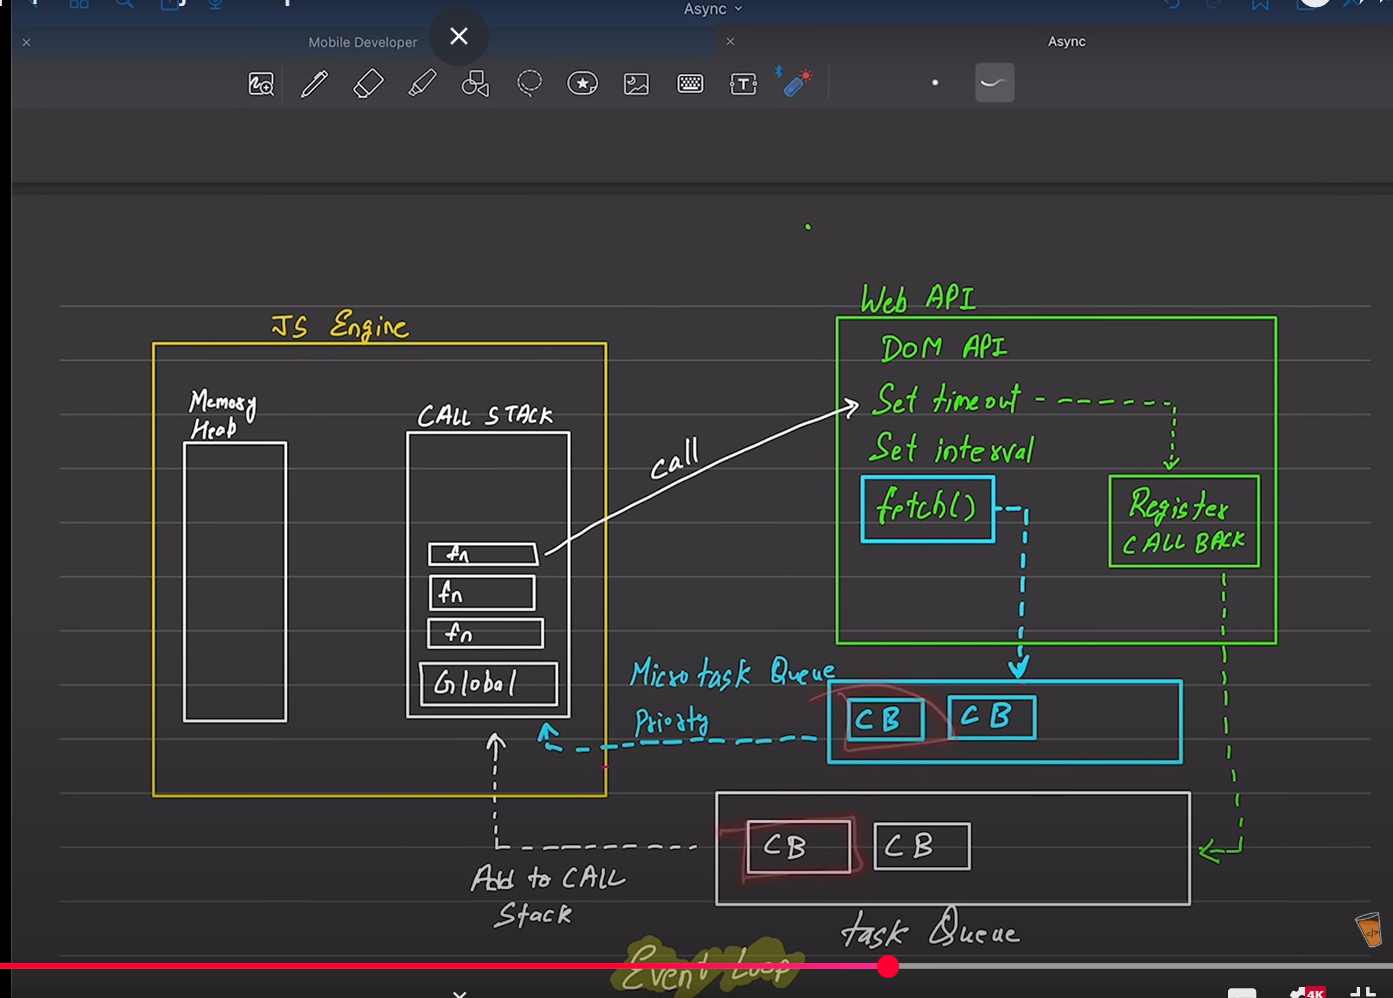 Async
Mobile Developer
Async
JS Engine
Memory
Heap
CALL STACK
fn
fn
fn
Global
call
Web API
DOM API
Set timeout
Set interval
fetch()
Register
CALL BACK
Microtask Queue
Priority
CB
CB
CB
CB
Add to CALL
Stack
task Queue
Event Loop
4K